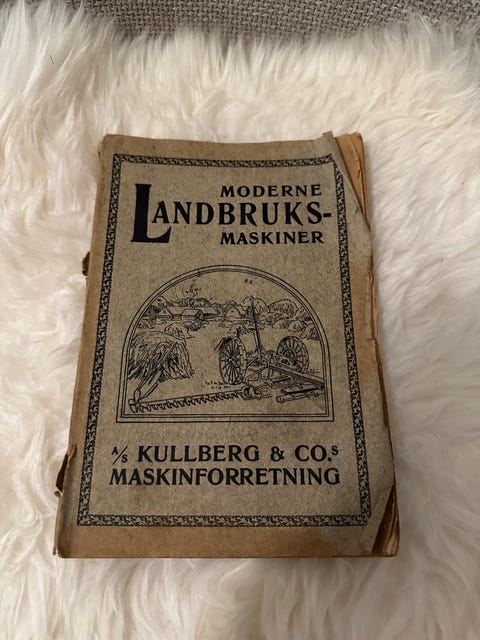 MODERNE
LANDBRUKS-
MASKINER
A/S KULLBERG & CO.S
MASKINFORRETNING